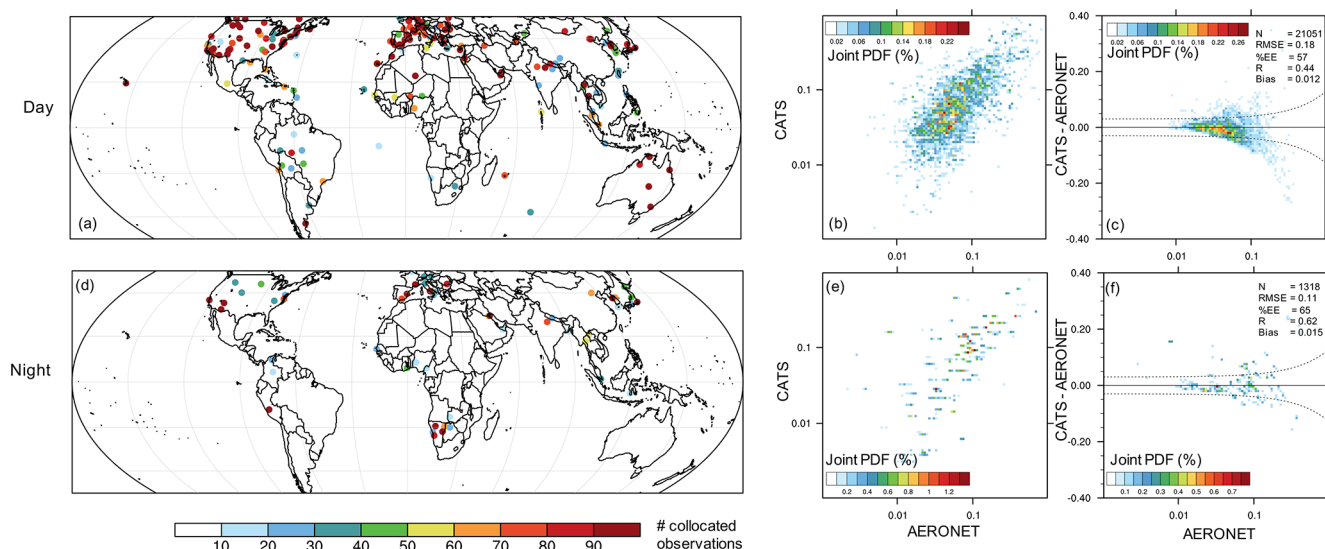 Day
(a)
0.02 0.06 0.1 0.14 0.18 0.22
Joint PDF (%)
CATS
0.1
0.01
(b)
0.01 0.1
0.40
0.20
0.00
-0.20
-0.40
CATS - AERONET
0.02 0.06 0.1 0.14 0.18 0.22 0.26
Joint PDF (%)
N = 21051
RMSE = 0.18
%EE = 57
R = 0.44
Bias = 0.012
(c)
0.01 0.1
Night
(d)
(e)
CATS
0.1
0.01
Joint PDF (%)
0.2 0.4 0.6 0.8 1 1.2
0.01 0.1
AERONET
0.40
0.20
0.00
-0.20
-0.40
CATS - AERONET
(f)
N = 1318
RMSE = 0.11
%EE = 65
R = 0.62
Bias = 0.015
Joint PDF (%)
0.1 0.2 0.3 0.4 0.5 0.6 0.7
0.01 0.1
AERONET
10 20 30 40 50 60 70 80 90
# collocated
observations